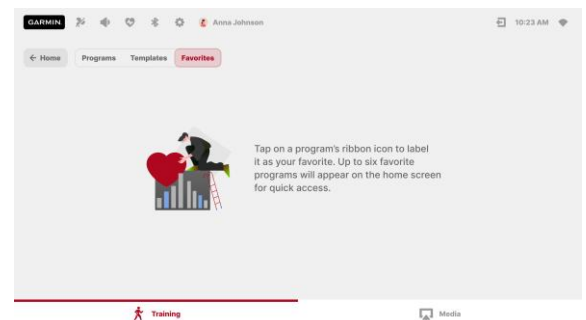 GARMIN Anna Johnson 10:23 AM
← Home Programs Templates Favorites
Tap on a program's ribbon icon to label
it as your favorite. Up to six favorite
programs will appear on the home screen
for quick access.
Training Media